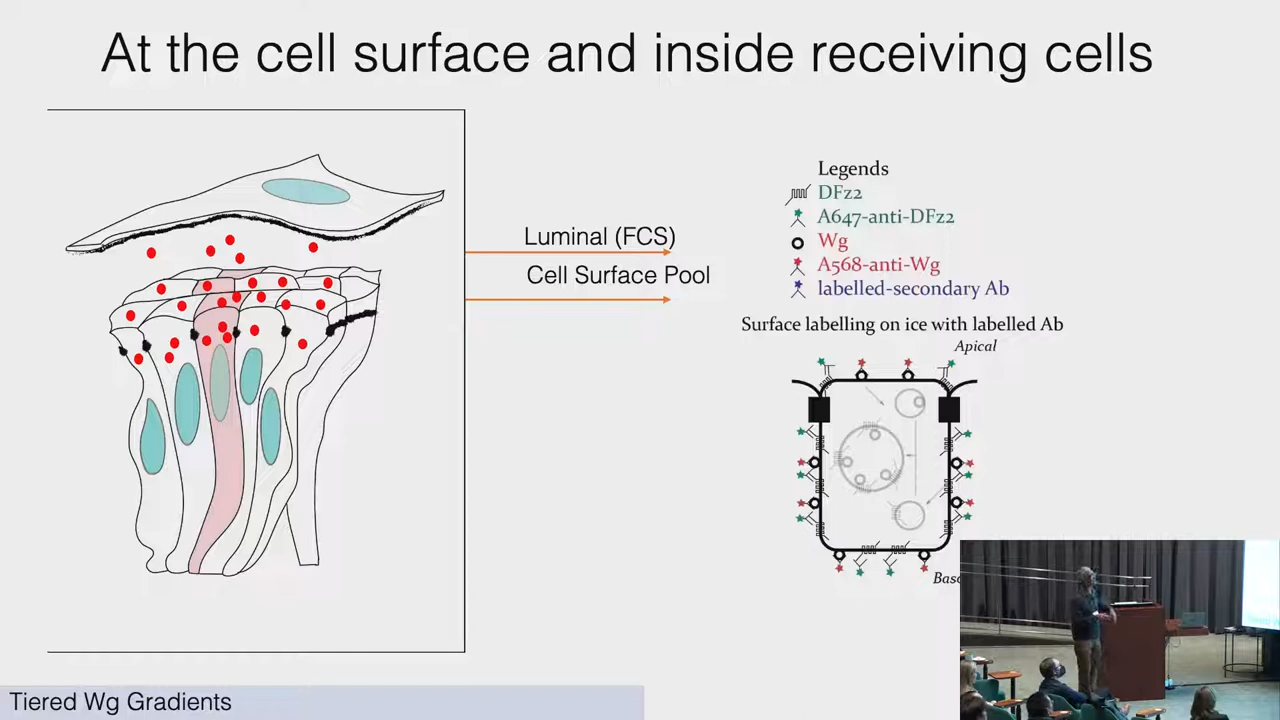 At the cell surface and inside receiving cells
Luminal (FCS)
Cell Surface Pool
Legends
DFz2
A647-anti-DFz2
Wg
A568-anti-Wg
labelled-secondary Ab
Surface labelling on ice with labelled Ab
Apical
Tiered Wg Gradients